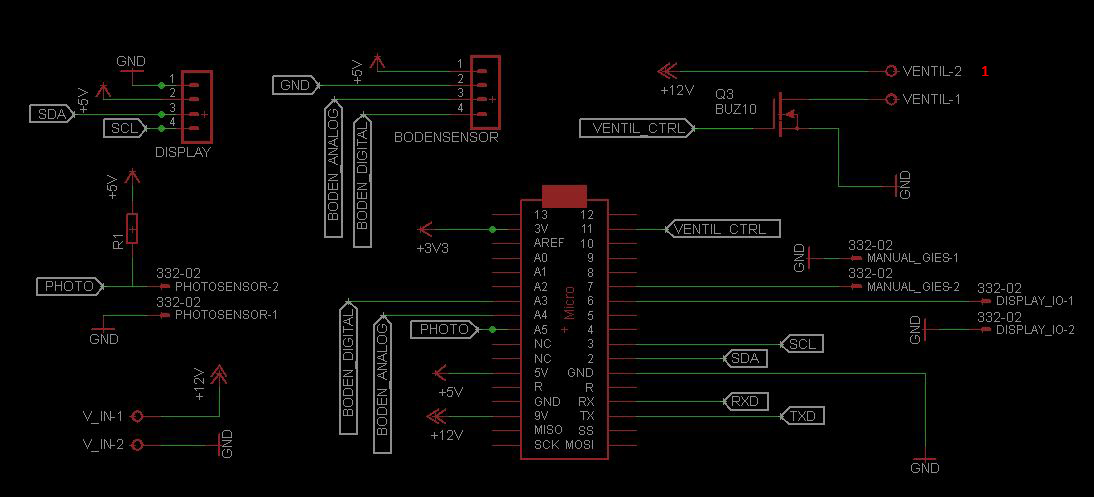 GND
+5V
1
2
SDA
3
+
SCL
4
DISPLAY
+5V
1
GND
2
3
+
4
BODENSENSOR
BODEN_ANALOG
BODEN_DIGITAL
+12V
VENTIL-2
1
VENTIL-1
Q3
BUZ10
VENTIL_CTRL
GND
+5V
R1
+
PHOTO
332-02
PHOTOSENSOR-2
332-02
PHOTOSENSOR-1
GND
+12V
V_IN-1
V_IN-2
GND
+3V3
BODEN_DIGITAL
BODEN_ANALOG
PHOTO
+5V
+12V
13 12
3V 11
AREF 10
A0 9
A1 8
A2 7
A3 6
A4 5
A5 4
NC 3
NC 2
5V GND
R R
GND RX
9V TX
MISO SS
SCK MOSI
Micro
+
VENTIL_CTRL
GND
332-02
MANUAL_GIES-1
332-02
MANUAL_GIES-2
332-02
DISPLAY_IO-1
GND
332-02
DISPLAY_IO-2
SCL
SDA
RXD
TXD
GND